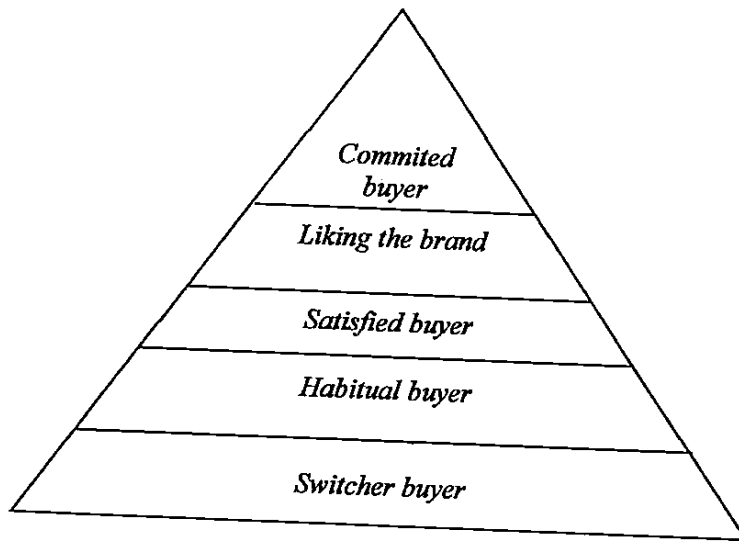 Commited
buyer
Liking the brand
Satisfied buyer
Habitual buyer
Switcher buyer